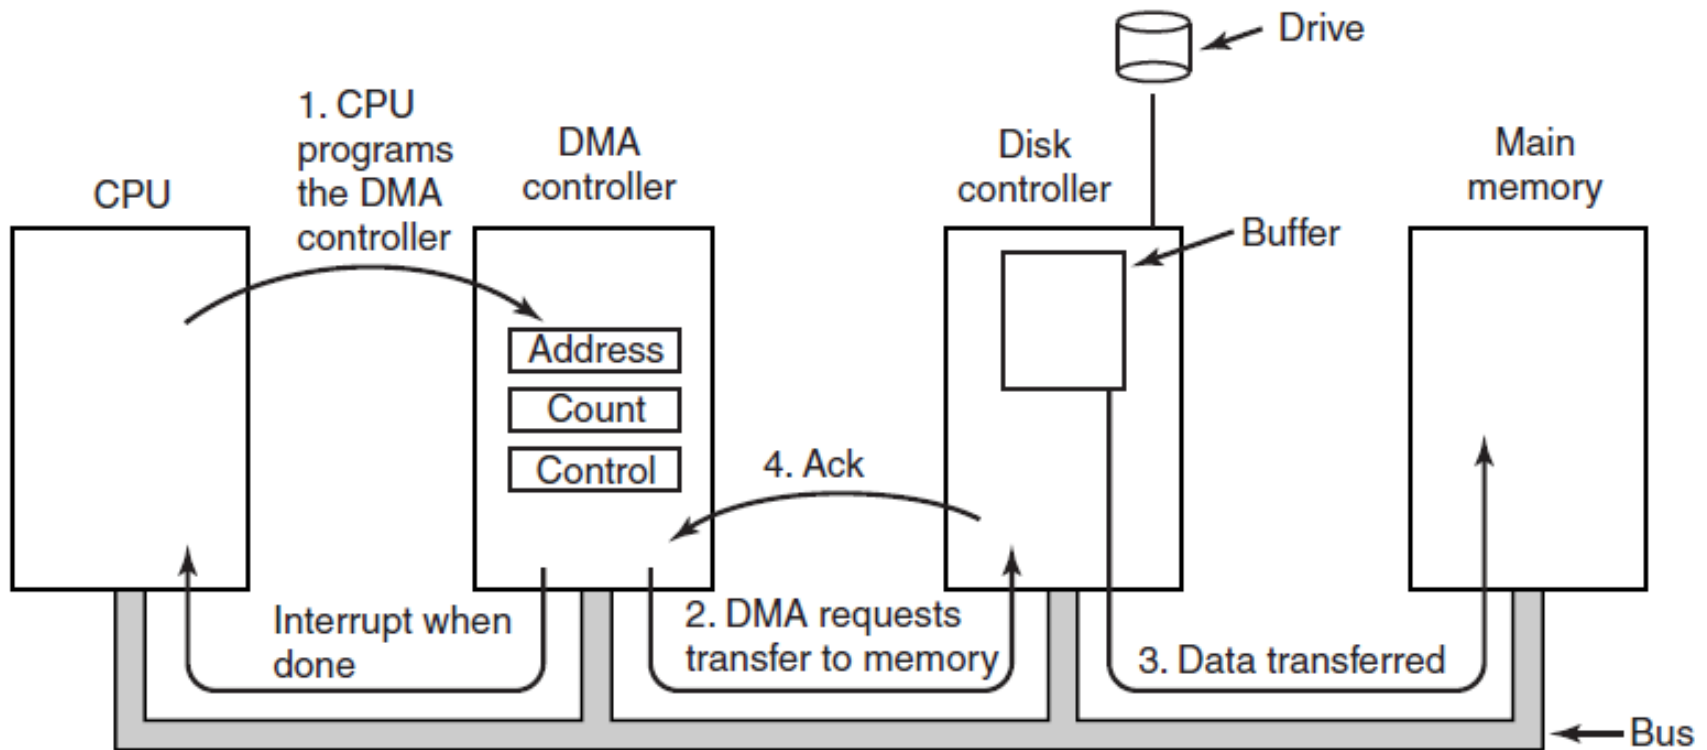 Drive
1. CPU
programs
the DMA
controller
CPU
DMA
controller
Disk
controller
Main
memory
Buffer
Address
Count
Control
4. Ack
Interrupt when
done
2. DMA requests
transfer to memory
3. Data transferred
Bus